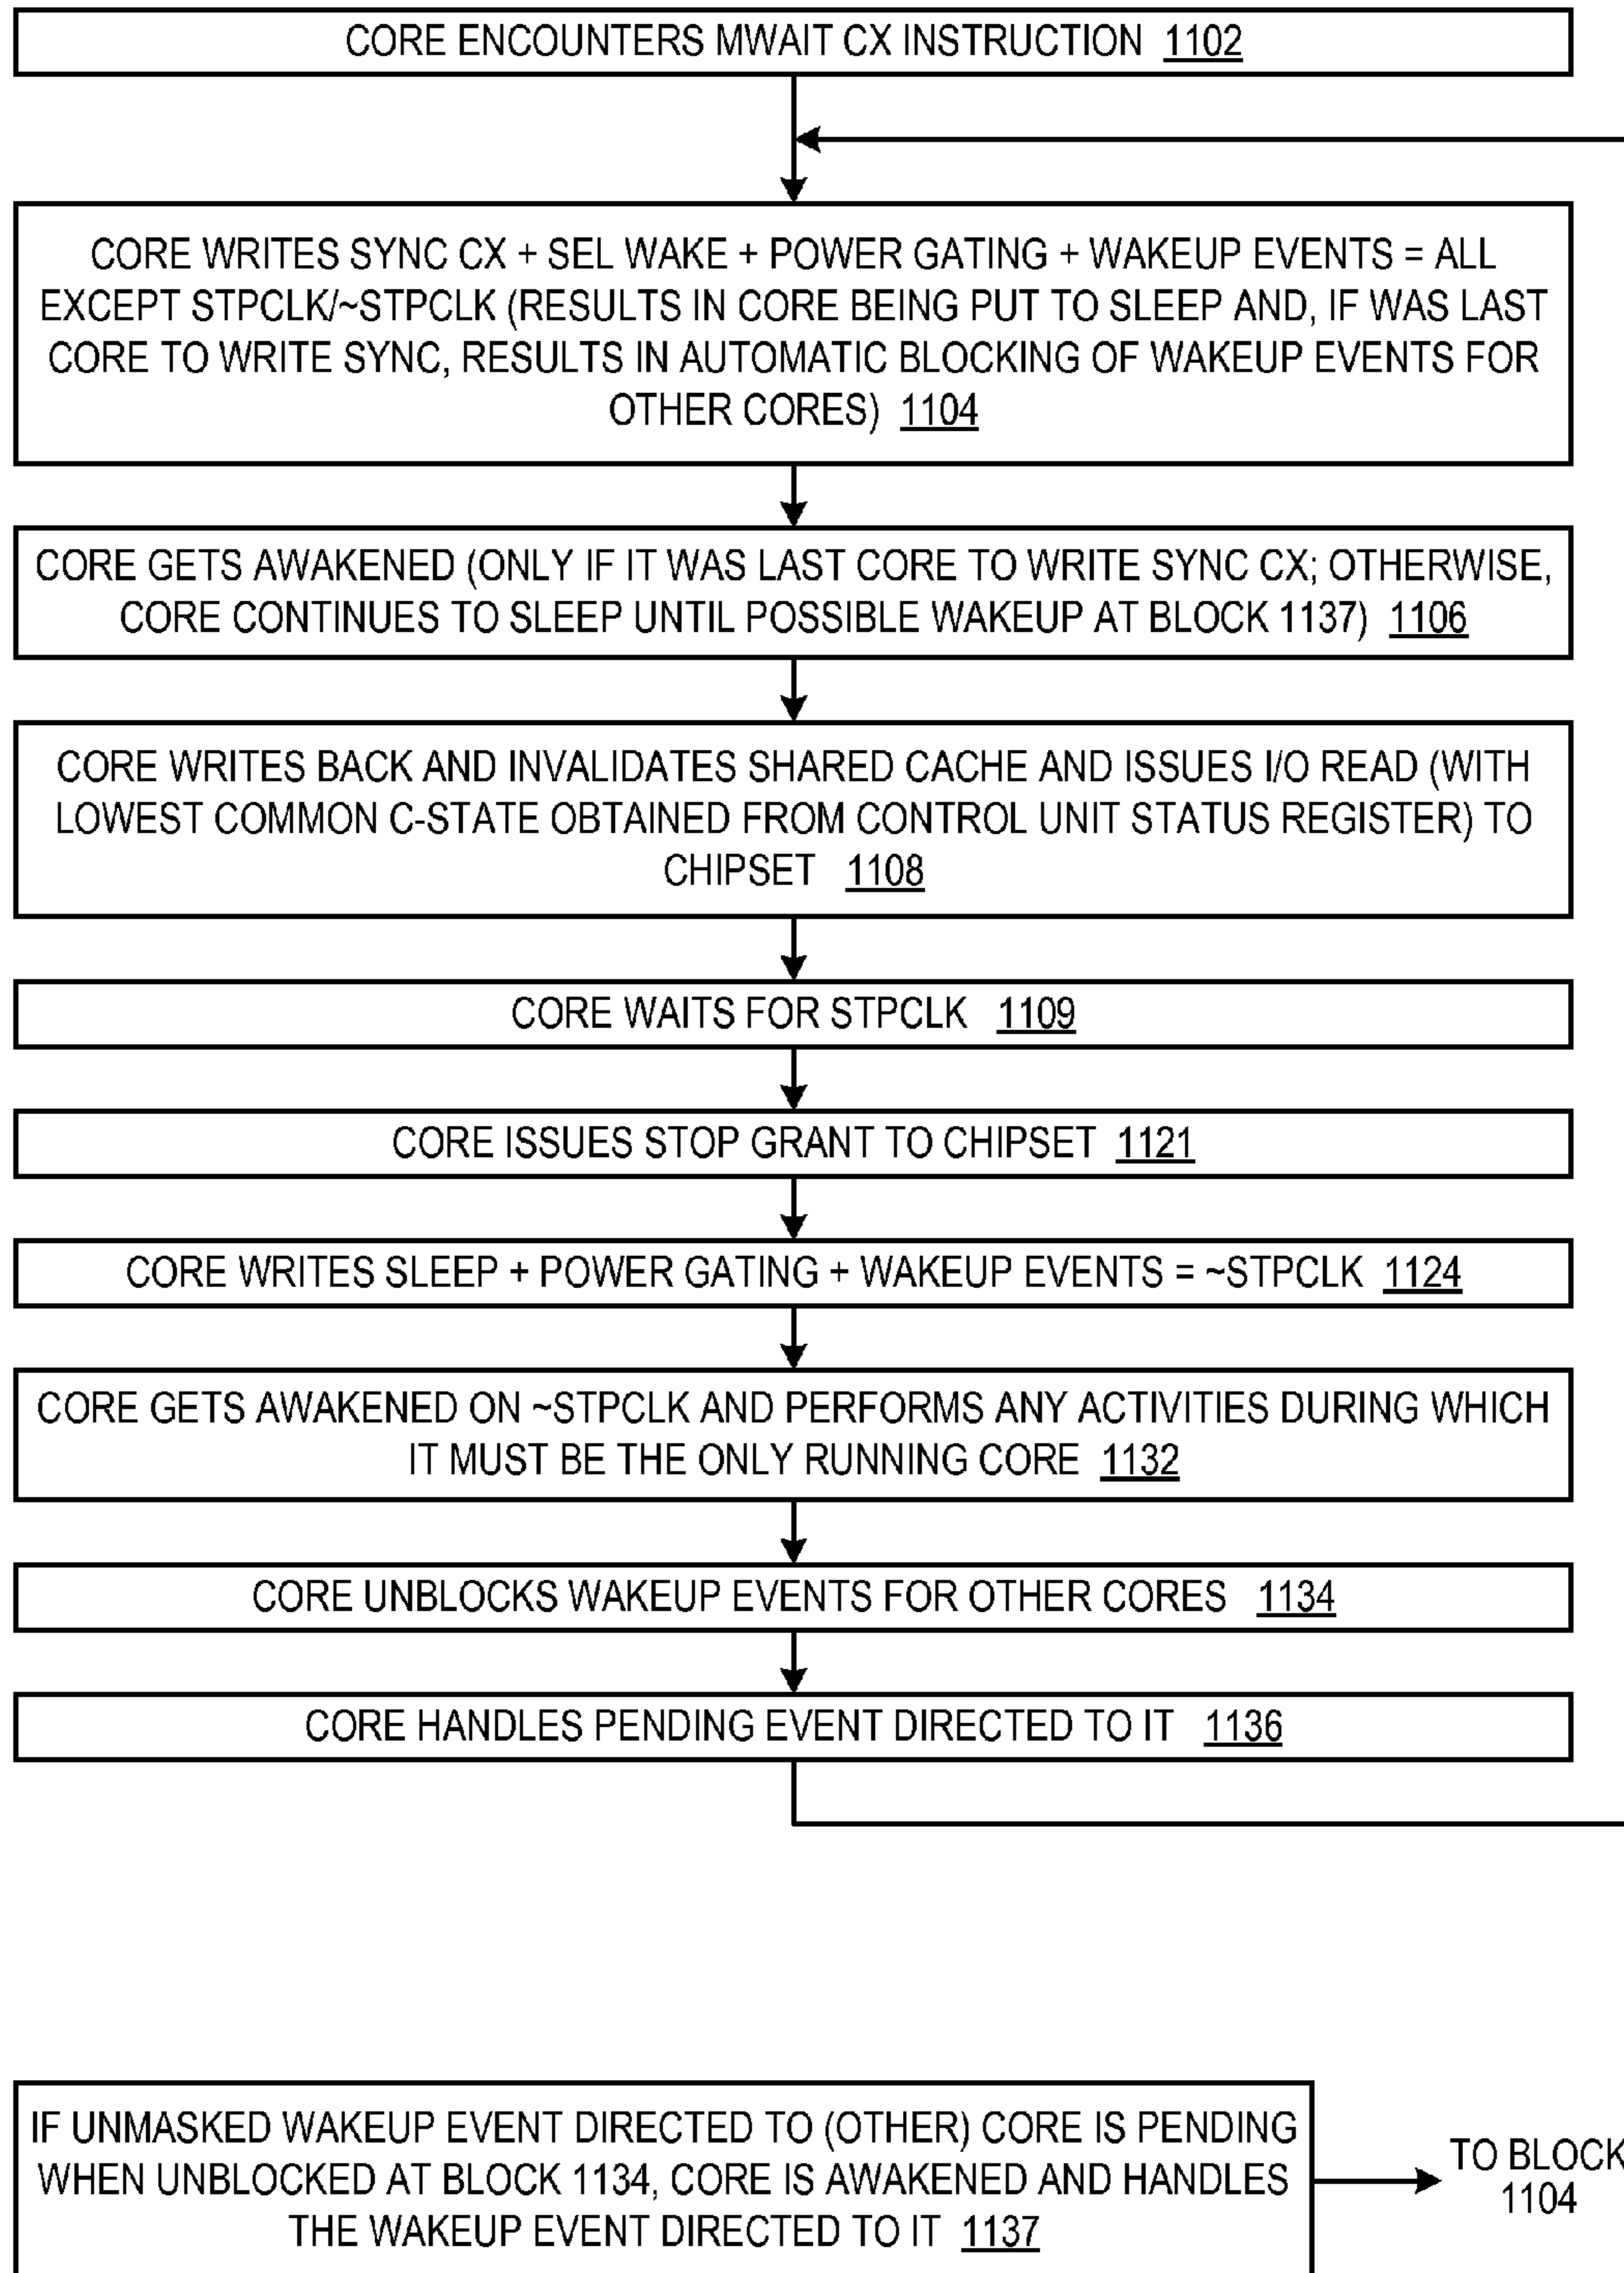 CORE ENCOUNTERS MWAIT CX INSTRUCTION 1102
CORE WRITES SYNC CX + SEL WAKE + POWER GATING + WAKEUP EVENTS = ALL
EXCEPT STPCLK/~STPCLK (RESULTS IN CORE BEING PUT TO SLEEP AND, IF WAS LAST
CORE TO WRITE SYNC, RESULTS IN AUTOMATIC BLOCKING OF WAKEUP EVENTS FOR
OTHER CORES) 1104
CORE GETS AWAKENED (ONLY IF IT WAS LAST CORE TO WRITE SYNC CX; OTHERWISE,
CORE CONTINUES TO SLEEP UNTIL POSSIBLE WAKEUP AT BLOCK 1137) 1106
CORE WRITES BACK AND INVALIDATES SHARED CACHE AND ISSUES I/O READ (WITH
LOWEST COMMON C-STATE OBTAINED FROM CONTROL UNIT STATUS REGISTER) TO
CHIPSET 1108
CORE WAITS FOR STPCLK 1109
CORE ISSUES STOP GRANT TO CHIPSET 1121
CORE WRITES SLEEP + POWER GATING + WAKEUP EVENTS = ~STPCLK 1124
CORE GETS AWAKENED ON ~STPCLK AND PERFORMS ANY ACTIVITIES DURING WHICH
IT MUST BE THE ONLY RUNNING CORE 1132
CORE UNBLOCKS WAKEUP EVENTS FOR OTHER CORES 1134
CORE HANDLES PENDING EVENT DIRECTED TO IT 1136
IF UNMASKED WAKEUP EVENT DIRECTED TO (OTHER) CORE IS PENDING
WHEN UNBLOCKED AT BLOCK 1134, CORE IS AWAKENED AND HANDLES
THE WAKEUP EVENT DIRECTED TO IT 1137
TO BLOCK
1104